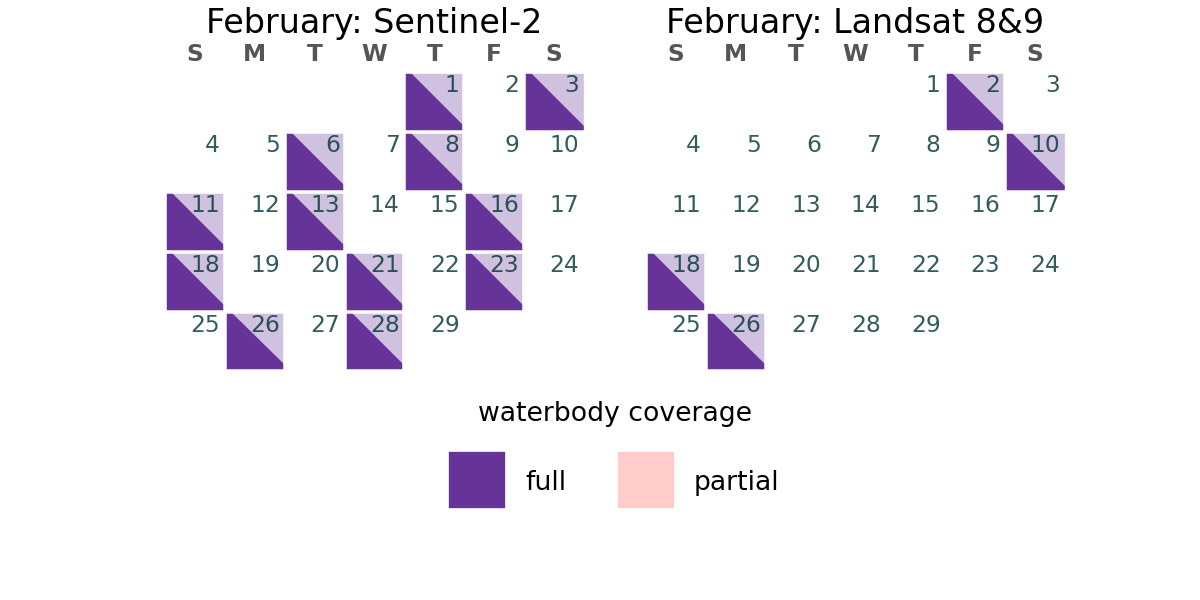 February: Sentinel-2
S M T W T F S
1 2 3
4 5 6 7 8 9 10
11 12 13 14 15 16 17
18 19 20 21 22 23 24
25 26 27 28 29
February: Landsat 8&9
S M T W T F S
1 2 3
4 5 6 7 8 9 10
11 12 13 14 15 16 17
18 19 20 21 22 23 24
25 26 27 28 29
waterbody coverage
full partial